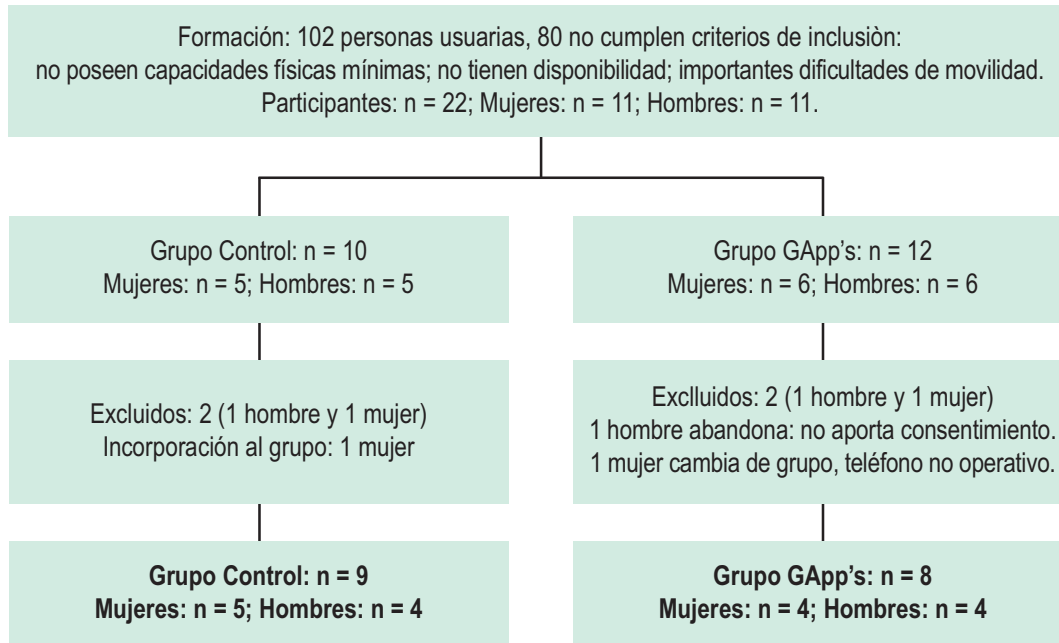 Formación: 102 personas usuarias, 80 no cumplen criterios de inclusiòn:
no poseen capacidades físicas mínimas; no tienen disponibilidad; importantes dificultades de movilidad.
Participantes: n = 22; Mujeres: n = 11; Hombres: n = 11.
Grupo Control: n = 10
Mujeres: n = 5; Hombres: n = 5
Grupo GApp’s: n = 12
Mujeres: n = 6; Hombres: n = 6
Excluidos: 2 (1 hombre y 1 mujer)
Incorporación al grupo: 1 mujer
Exclluidos: 2 (1 hombre y 1 mujer)
1 hombre abandona: no aporta consentimiento.
1 mujer cambia de grupo, teléfono no operativo.
Grupo Control: n = 9
Mujeres: n = 5; Hombres: n = 4
Grupo GApp’s: n = 8
Mujeres: n = 4; Hombres: n = 4